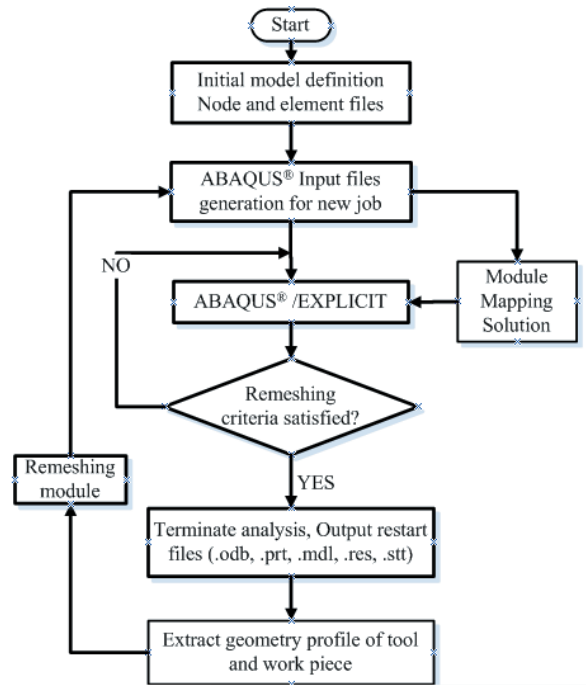 Start
Initial model definition
Node and element files
ABAQUS® Input files
generation for new job
NO
ABAQUS® /EXPLICIT
Module
Mapping
Solution
Remeshing
criteria satisfied?
Remeshing
module
YES
Terminate analysis, Output restart
files (.odb, .prt, .mdl, .res, .stt)
Extract geometry profile of tool
and work piece